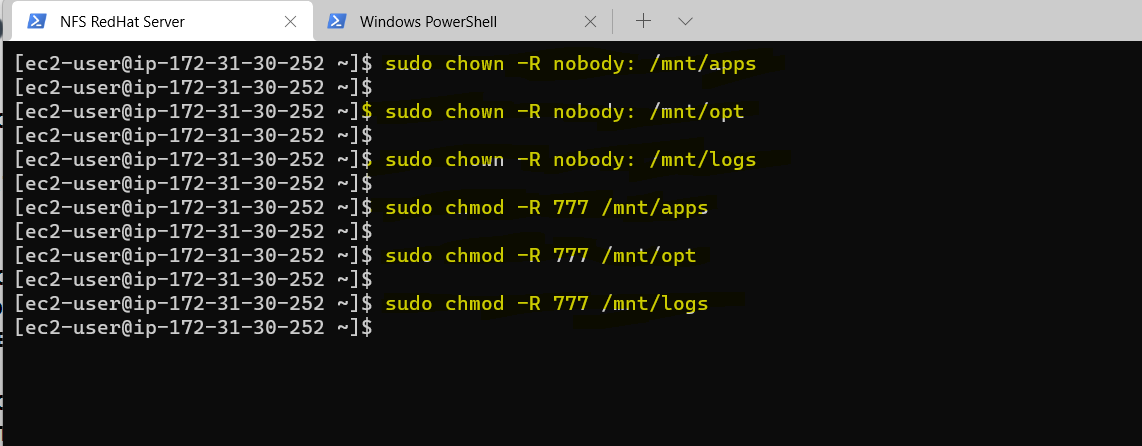 NFS RedHat Server
Windows PowerShell
[ec2-user@ip-172-31-30-252 ~]$ sudo chown -R nobody: /mnt/apps
[ec2-user@ip-172-31-30-252 ~]$
[ec2-user@ip-172-31-30-252 ~]$ sudo chown -R nobody: /mnt/opt
[ec2-user@ip-172-31-30-252 ~]$
[ec2-user@ip-172-31-30-252 ~]$ sudo chown -R nobody: /mnt/logs
[ec2-user@ip-172-31-30-252 ~]$
[ec2-user@ip-172-31-30-252 ~]$ sudo chmod -R 777 /mnt/apps
[ec2-user@ip-172-31-30-252 ~]$
[ec2-user@ip-172-31-30-252 ~]$ sudo chmod -R 777 /mnt/opt
[ec2-user@ip-172-31-30-252 ~]$
[ec2-user@ip-172-31-30-252 ~]$ sudo chmod -R 777 /mnt/logs
[ec2-user@ip-172-31-30-252 ~]$